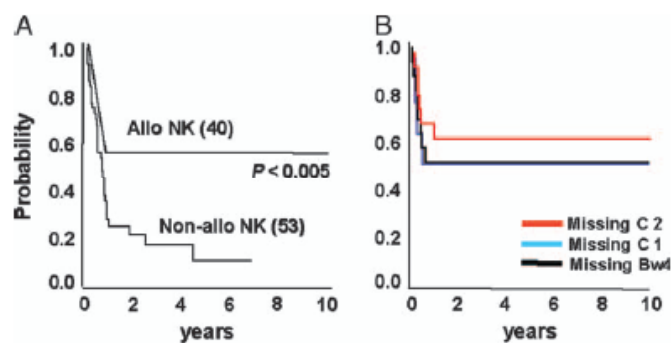 A
Probability
1.0
0.8
0.6
0.4
0.2
0.0
Allo NK (40)
P < 0.005
Non-allo NK (53)
0 2 4 6 8 10
years
B
1.0
0.8
0.6
0.4
0.2
0.0
Missing C 2
Missing C 1
Missing Bw4
0 2 4 6 8 10
years